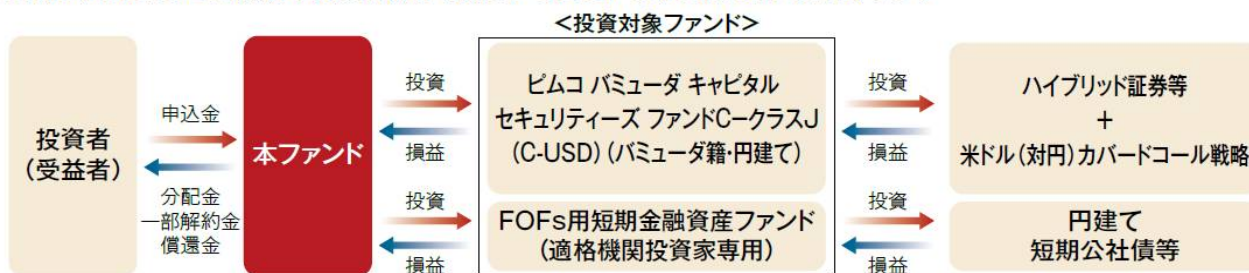 <投資対象ファンド>
投資者
(受益者)
申込金
分配金
一部解約金
償還金
本ファンド
投資
損益
投資
損益
ピムコ バミューダ キャピタル
セキュリティーズ ファンドC−クラスJ
(C-USD)(バミューダ籍・円建て)
FOFs用短期金融資産ファンド
(適格機関投資家専用)
投資
損益
投資
損益
ハイブリッド証券等
+
米ドル(対円)カバードコール戦略
円建て
短期公社債等